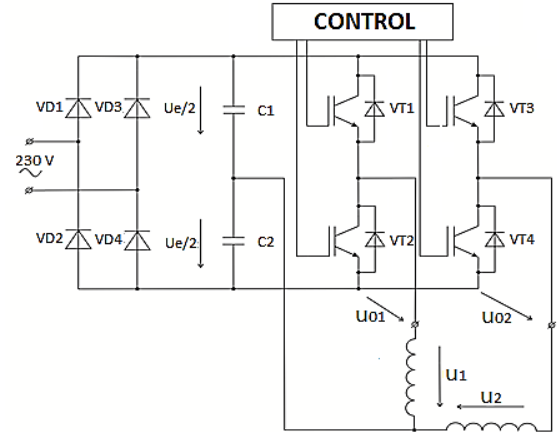 CONTROL
VD1
VD3
Ue/2
C1
VT1
VT3
230 V
VD2
VD4
Ue/2
C2
VT2
VT4
u01
u02
u1
u2